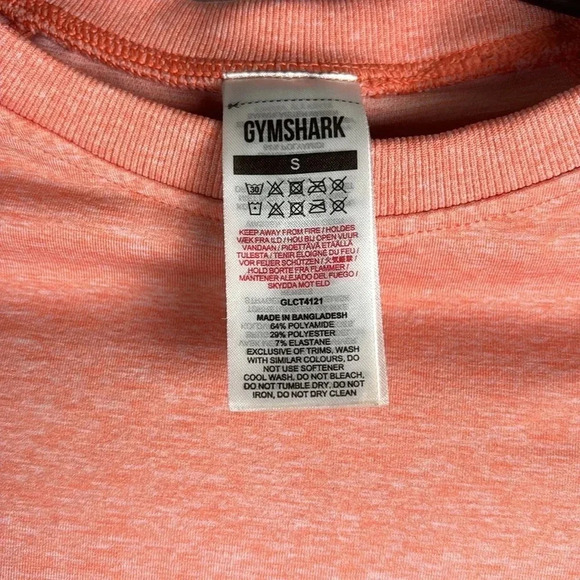 GYMSHARK
S
30
KEEP AWAY FROM FIRE / HOLDES
VÆK FRA ILD / HOU BIJ OPEN VUUR
VANDAAN / PIDETTÄVÄ ETÄÄLLÄ
TULESTA / TENIR ÉLOIGNÉ DU FEU /
VOR FEUER SCHÜTZEN / 火気厳禁 /
HOLD BORTE FRA FLAMMER /
MANTENER ALEJADO DEL FUEGO /
SKYDDA MOT ELD
GLCT4121
MADE IN BANGLADESH
64% POLYAMIDE
29% POLYESTER
7% ELASTANE
EXCLUSIVE OF TRIMS, WASH
WITH SIMILAR COLOURS, DO
NOT USE SOFTENER
COOL WASH, DO NOT BLEACH,
DO NOT TUMBLE DRY, DO NOT
IRON, DO NOT DRY CLEAN